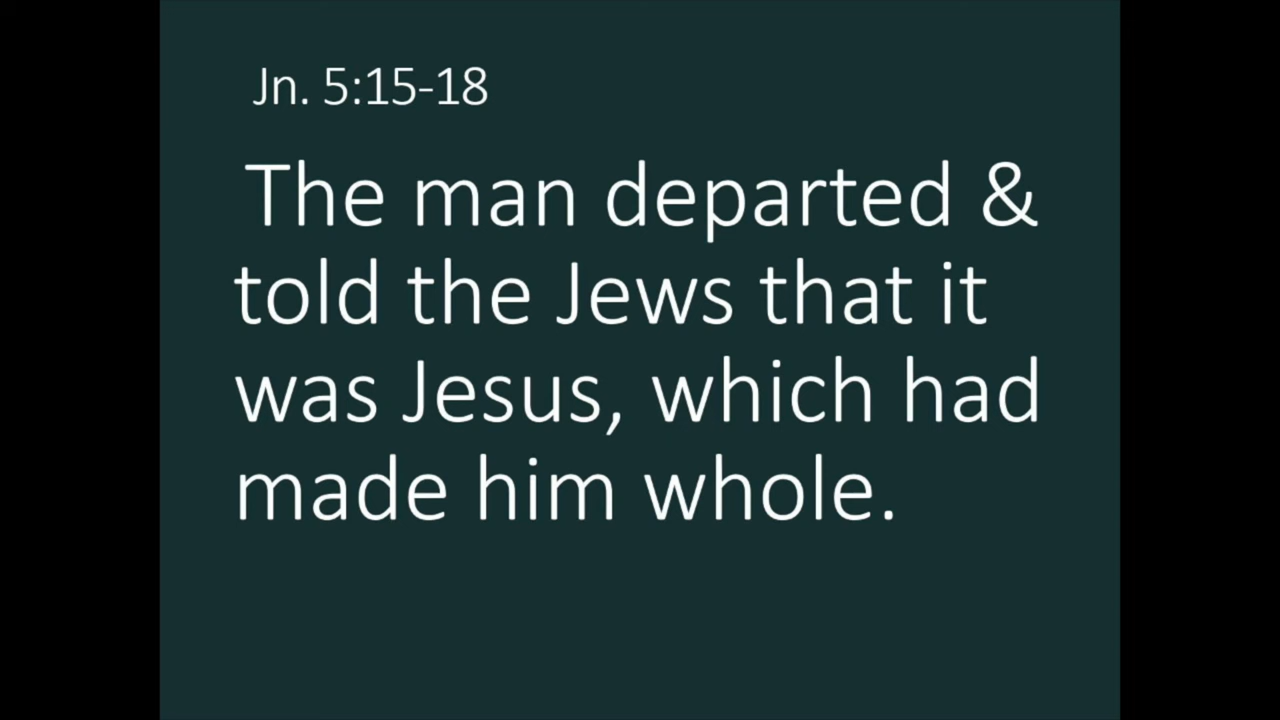 Jn. 5:15-18
The man departed &
told the Jews that it
was Jesus, which had
made him whole.